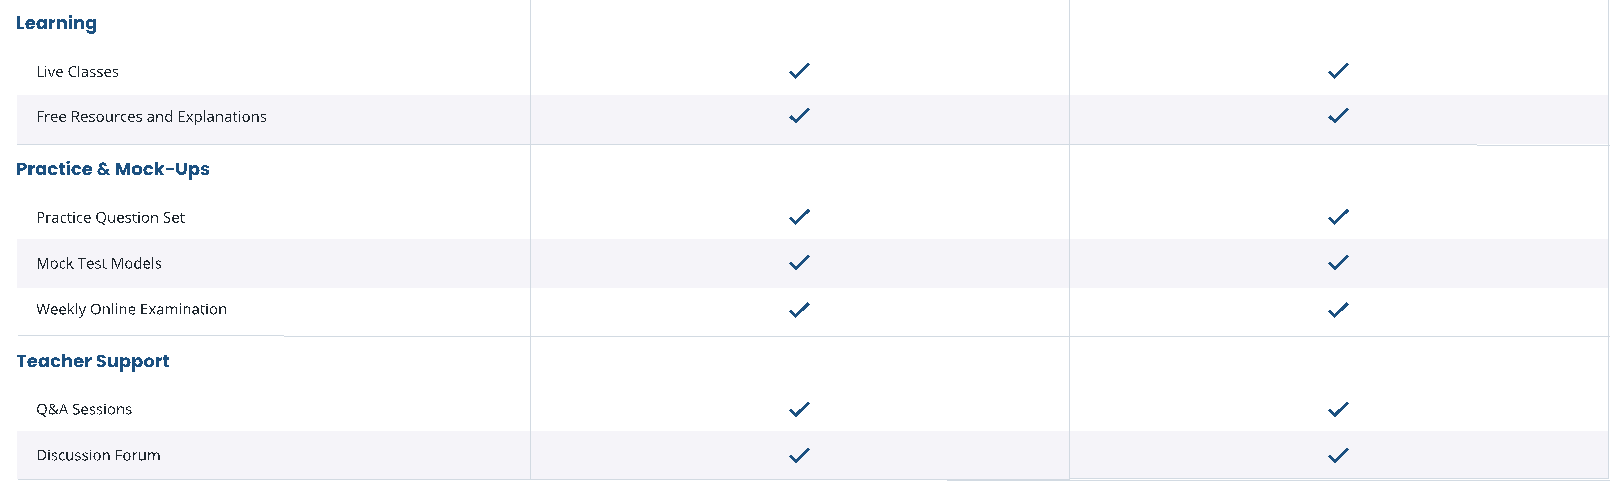 Learning
Live Classes
Free Resources and Explanations
Practice & Mock-Ups
Practice Question Set
Mock Test Models
Weekly Online Examination
Teacher Support
Q&A Sessions
Discussion Forum